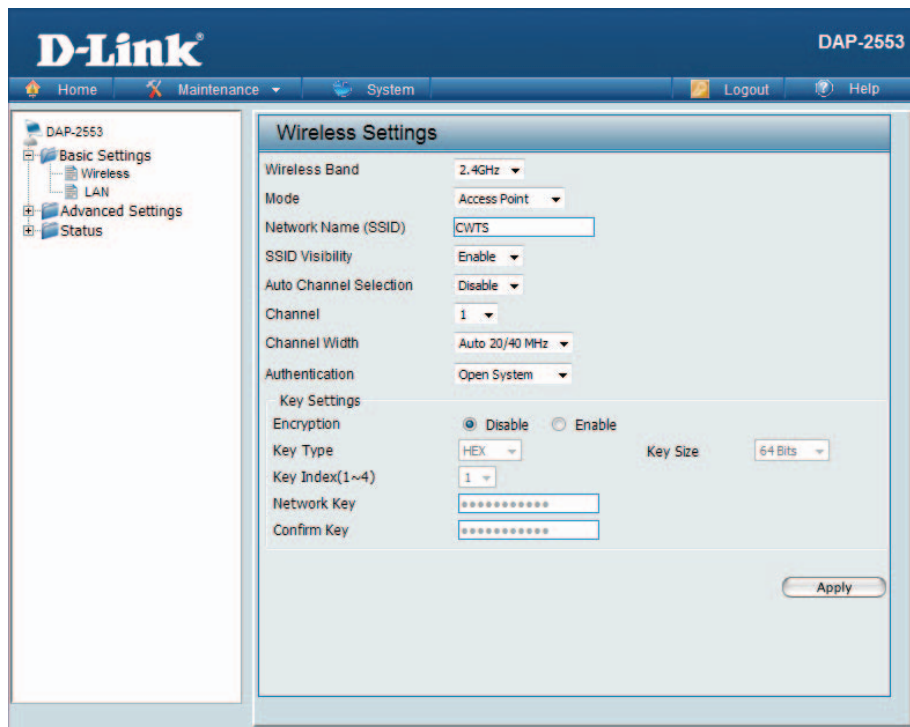 D-Link®
DAP-2553
Home Maintenance System Logout Help
DAP-2553
Basic Settings
Wireless
LAN
Advanced Settings
Status
Wireless Settings
Wireless Band 2.4GHz
Mode Access Point
Network Name (SSID) CWTS
SSID Visibility Enable
Auto Channel Selection Disable
Channel 1
Channel Width Auto 20/40 MHz
Authentication Open System
Key Settings
Encryption Disable Enable
Key Type HEX Key Size 64 Bits
Key Index(1~4) 1
Network Key ●●●●●●●●●●●
Confirm Key ●●●●●●●●●●●
Apply